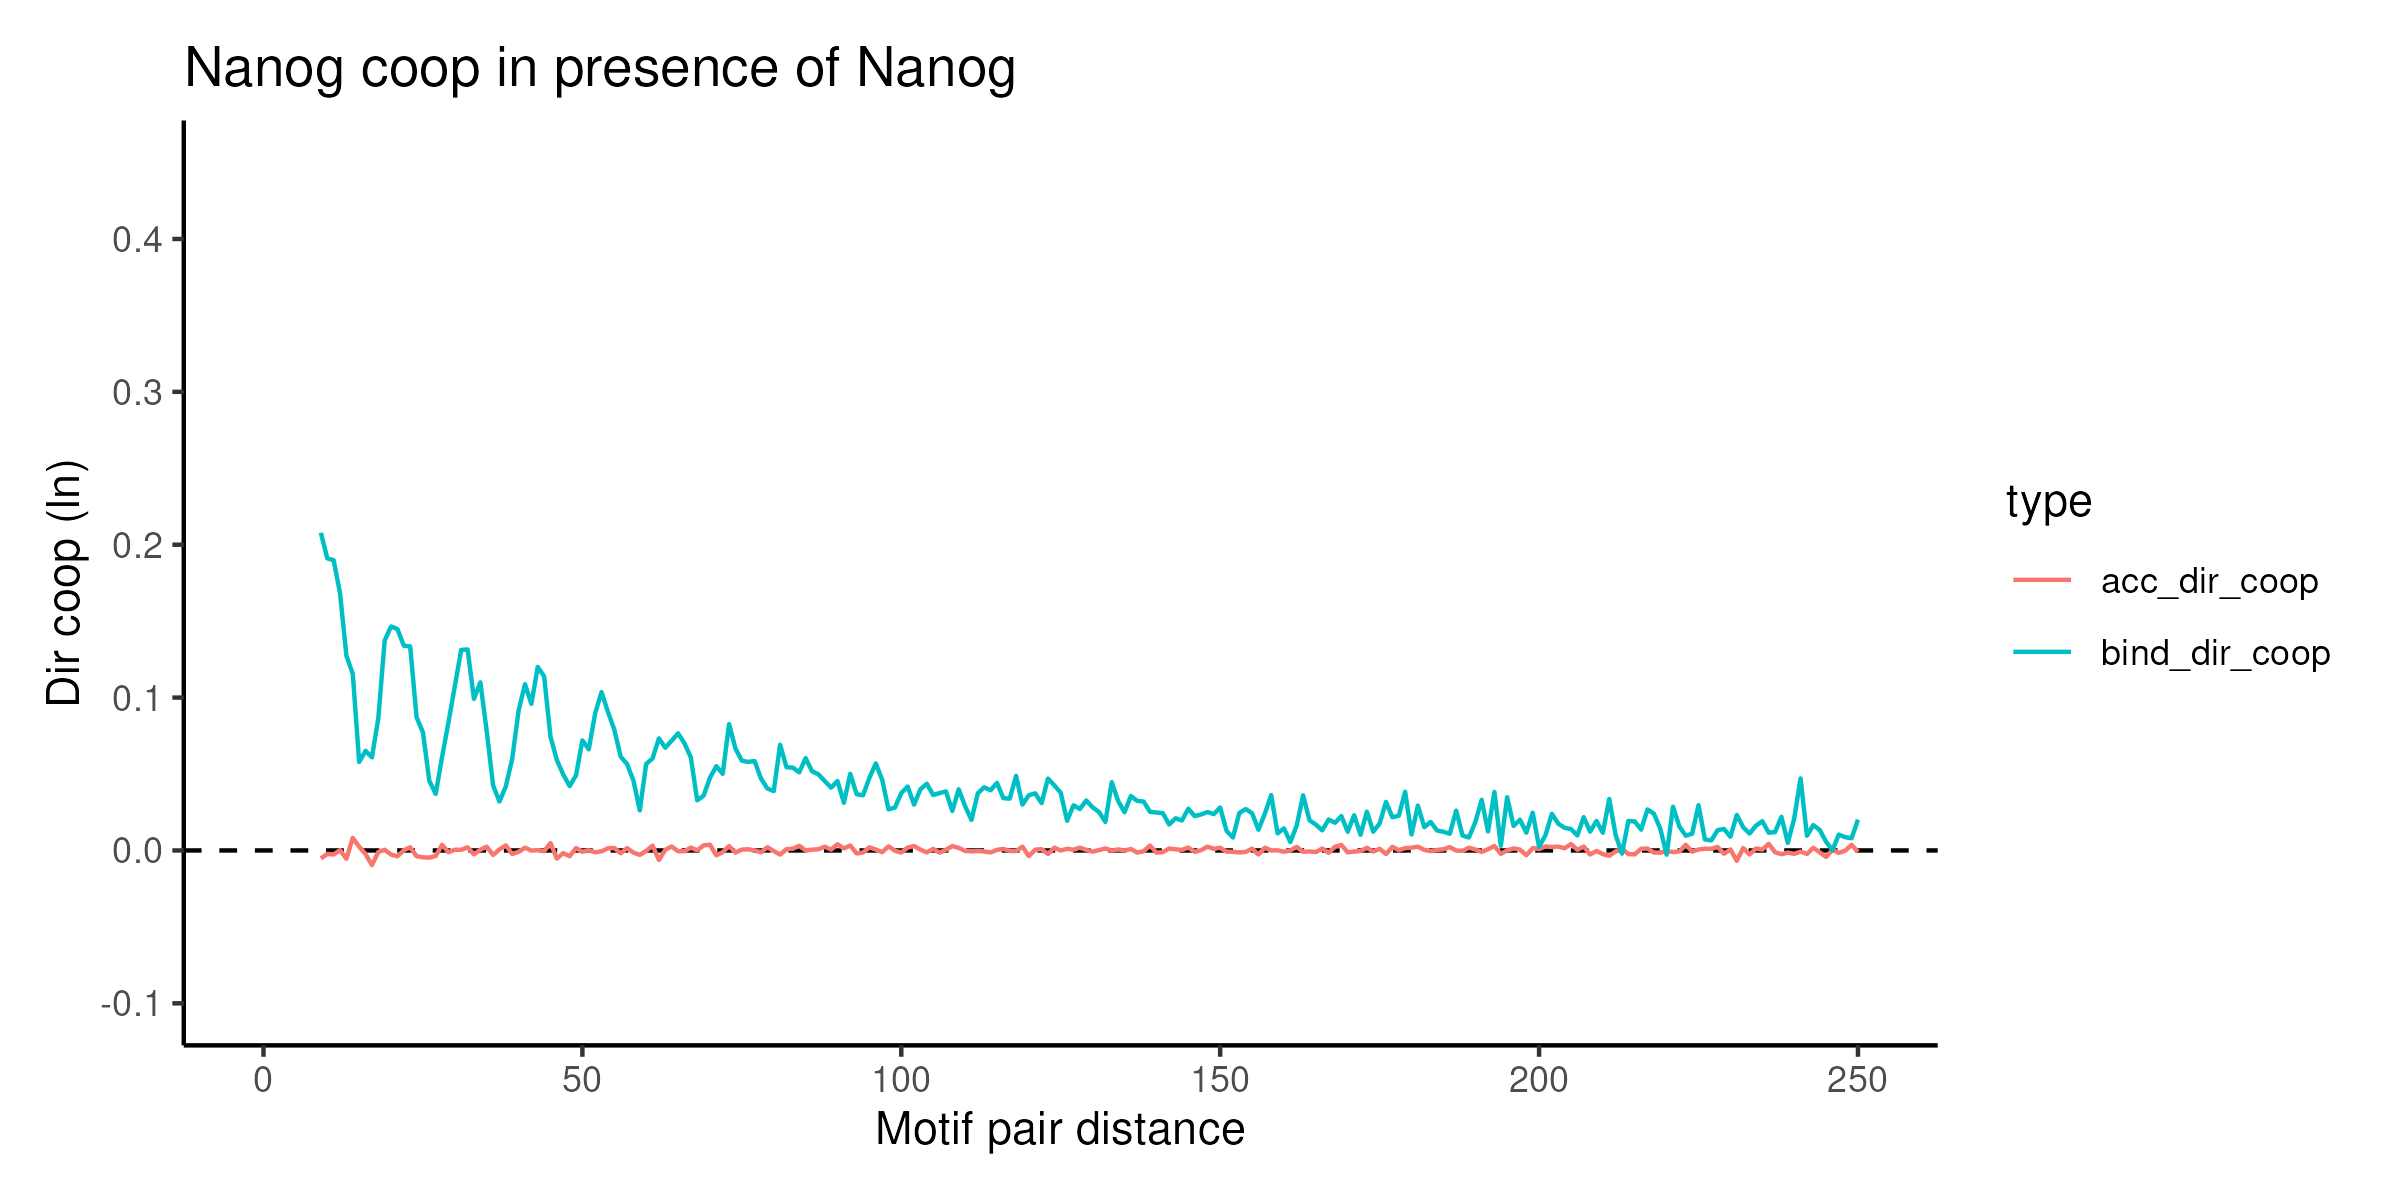 Nanog coop in presence of Nanog
Dir coop (ln)
0.4
0.3
0.2
0.1
0.0
-0.1
0
50
100
150
200
250
Motif pair distance
type
acc_dir_coop
bind_dir_coop